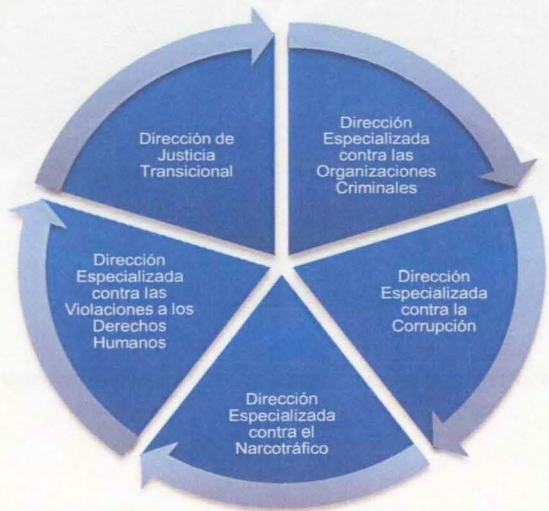 Dirección de
Justicia
Transicional
Dirección
Especializada
contra las
Organizaciones
Criminales
Dirección
Especializada
contra las
Violaciones a los
Derechos
Humanos
Dirección
Especializada
contra la
Corrupción
Dirección
Especializada
contra el
Narcotráfico